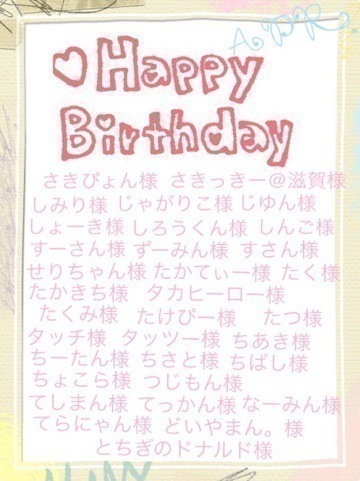 APR.
♡Happy
Birthday
さきぴょん様 さきっきー@滋賀様
しみり様 じゃがりこ様 じゆん様
しょーき様 しろうくん様 しんご様
すーさん様 ずーみん様 すさん様
せりちゃん様 たかてぃー様 たく様
たかきち様 タカヒーロー様
たくみ様 たけぴー様 たつ様
タッチ様 タッツー様 ちあき様
ちーたん様 ちさと様 ちばし様
ちょこら様 つじもん様
てしまん様 てっかん様 なーみん様
てらにゃん様 どいやまん。様
とちぎのドナルド様